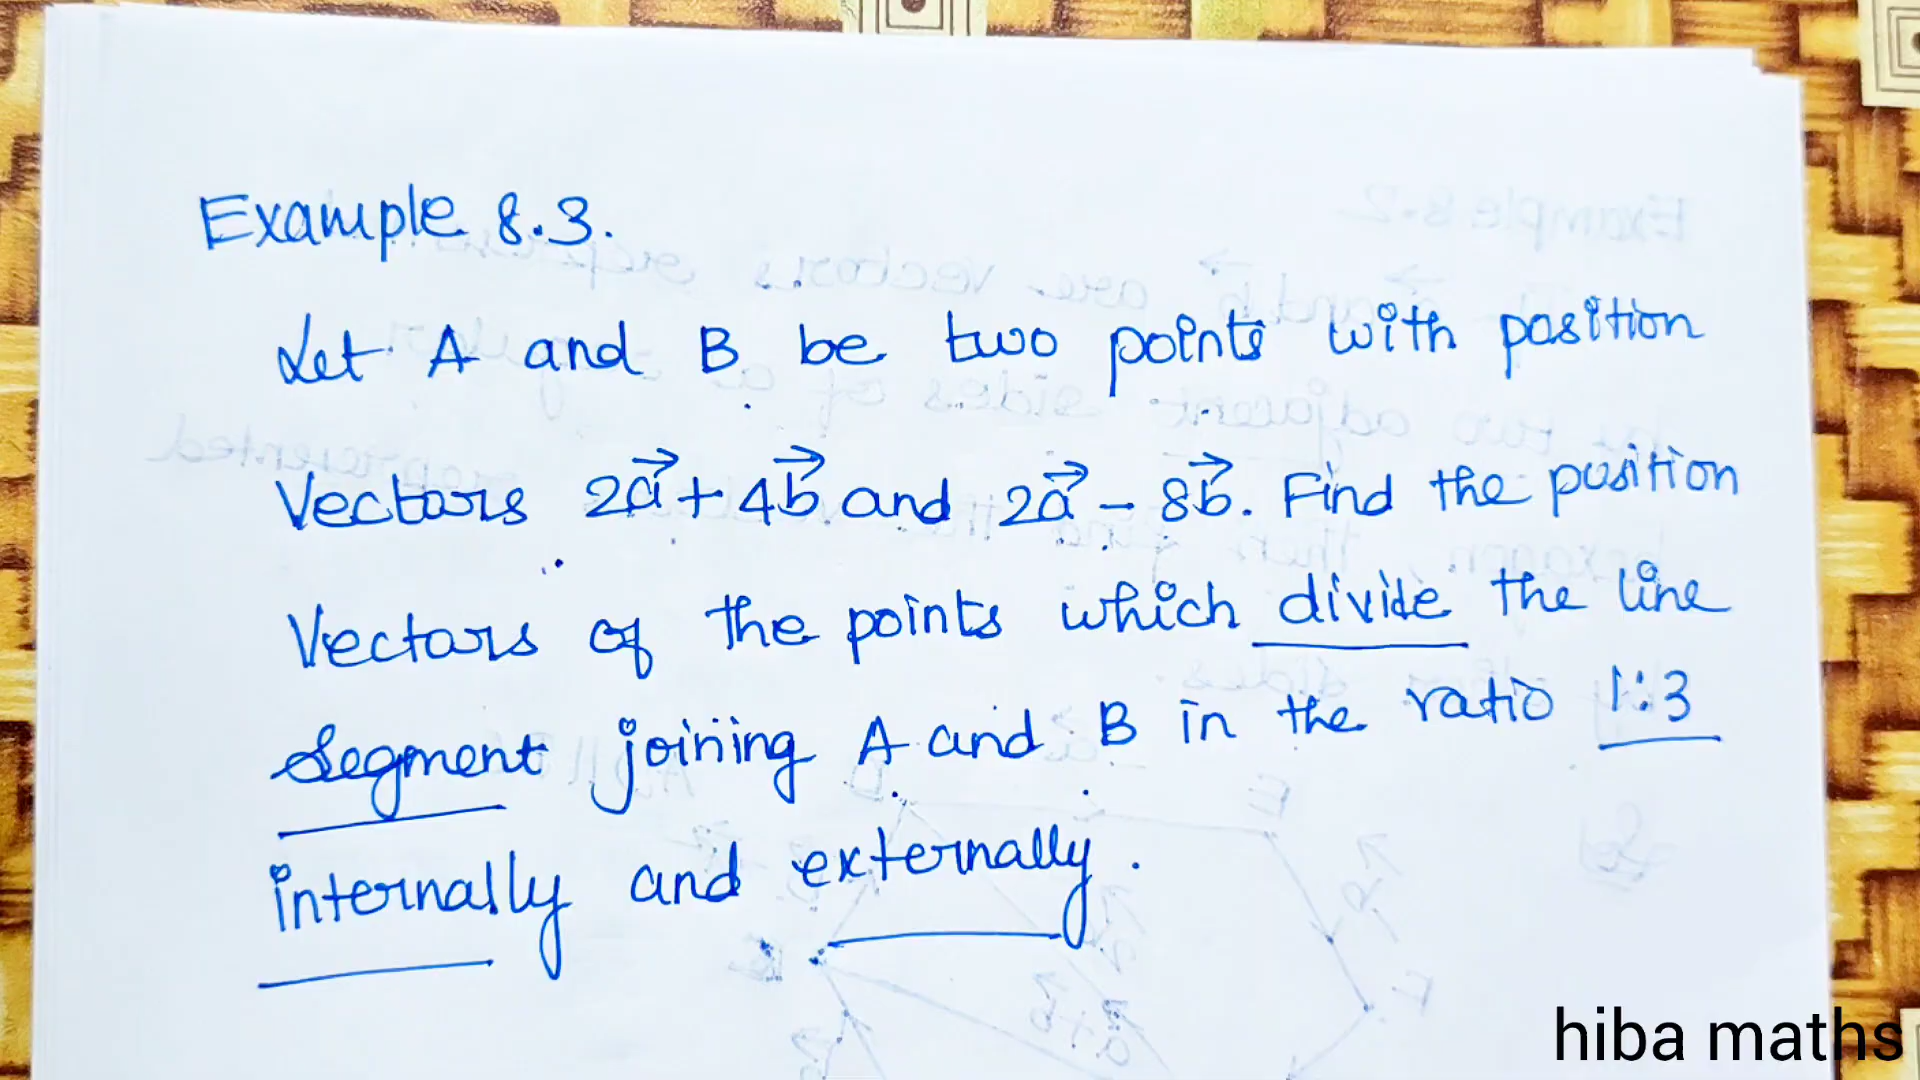 Example 8.3.
Let A and B be two points with position
Vectors 2a⃗ + 4b⃗ and 2a⃗ - 8b⃗. Find the position
Vectors of the points which divide the line
Segment joining A and B in the ratio 1:3
internally and externally.
hiba maths